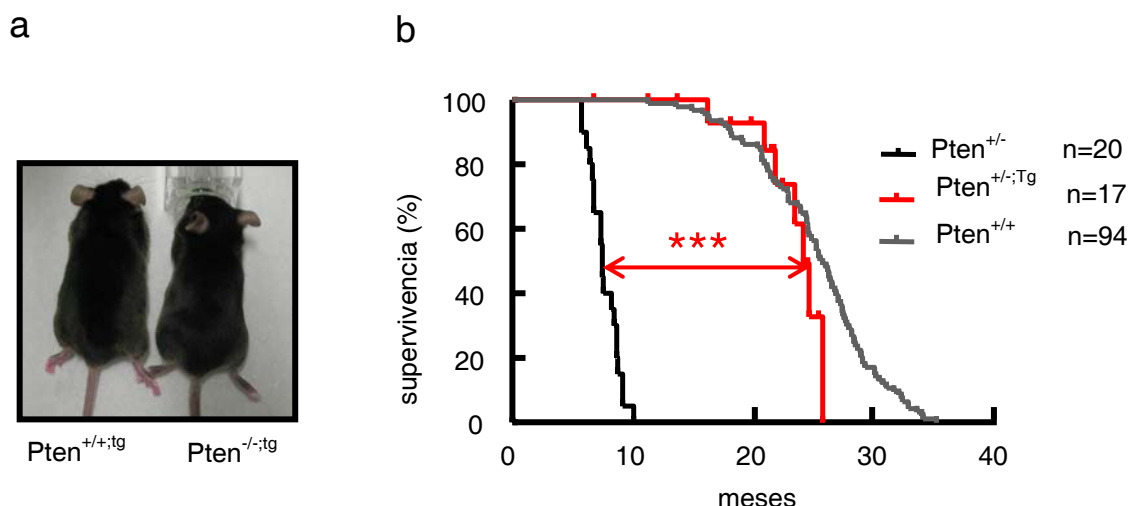 a
b
Pten+/+;tg
Pten-/-;tg
supervivencia (%)
100
80
60
40
20
0
***
Pten+/- n=20
Pten+/-;Tg n=17
Pten+/+ n=94
0 10 20 30 40
meses